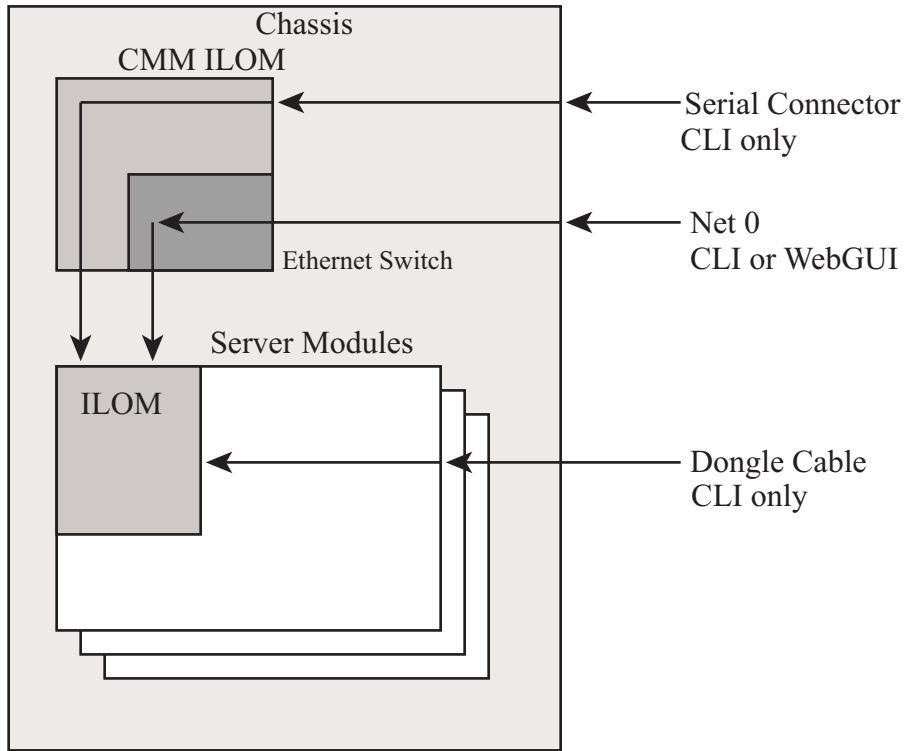 Chassis
CMM ILOM
Serial Connector
CLI only
Net 0
CLI or WebGUI
Ethernet Switch
Server Modules
ILOM
Dongle Cable
CLI only